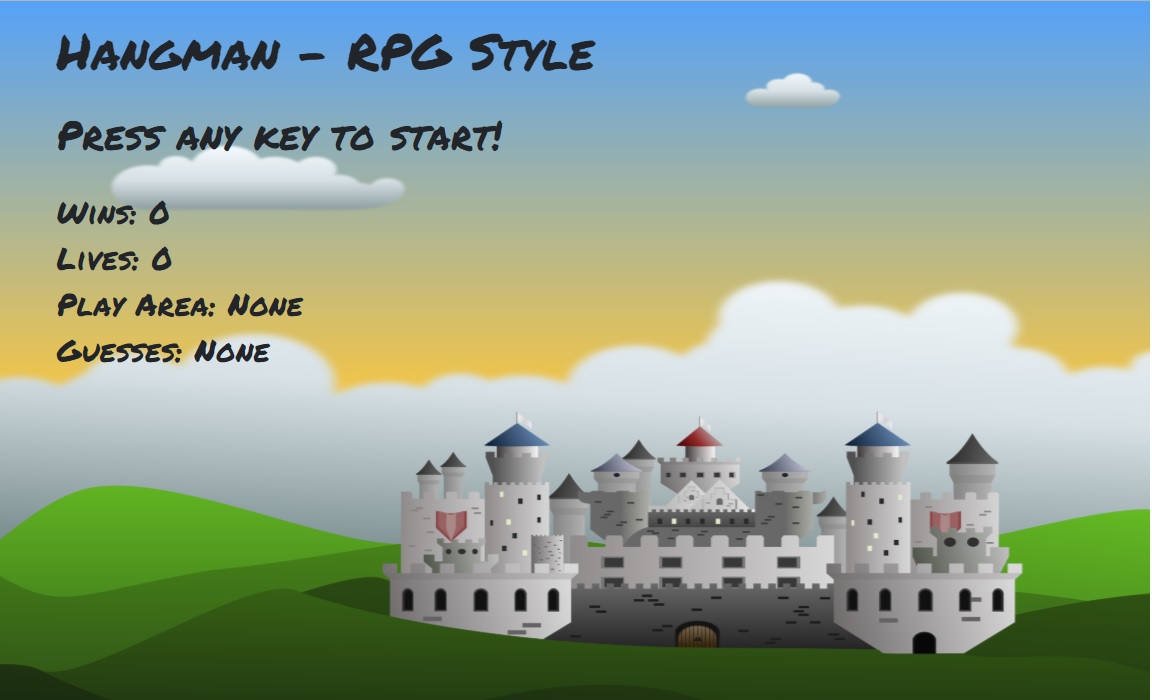 Hangman - RPG Style
Press any key to start!
Wins: 0
Lives: 0
Play Area: None
Guesses: None